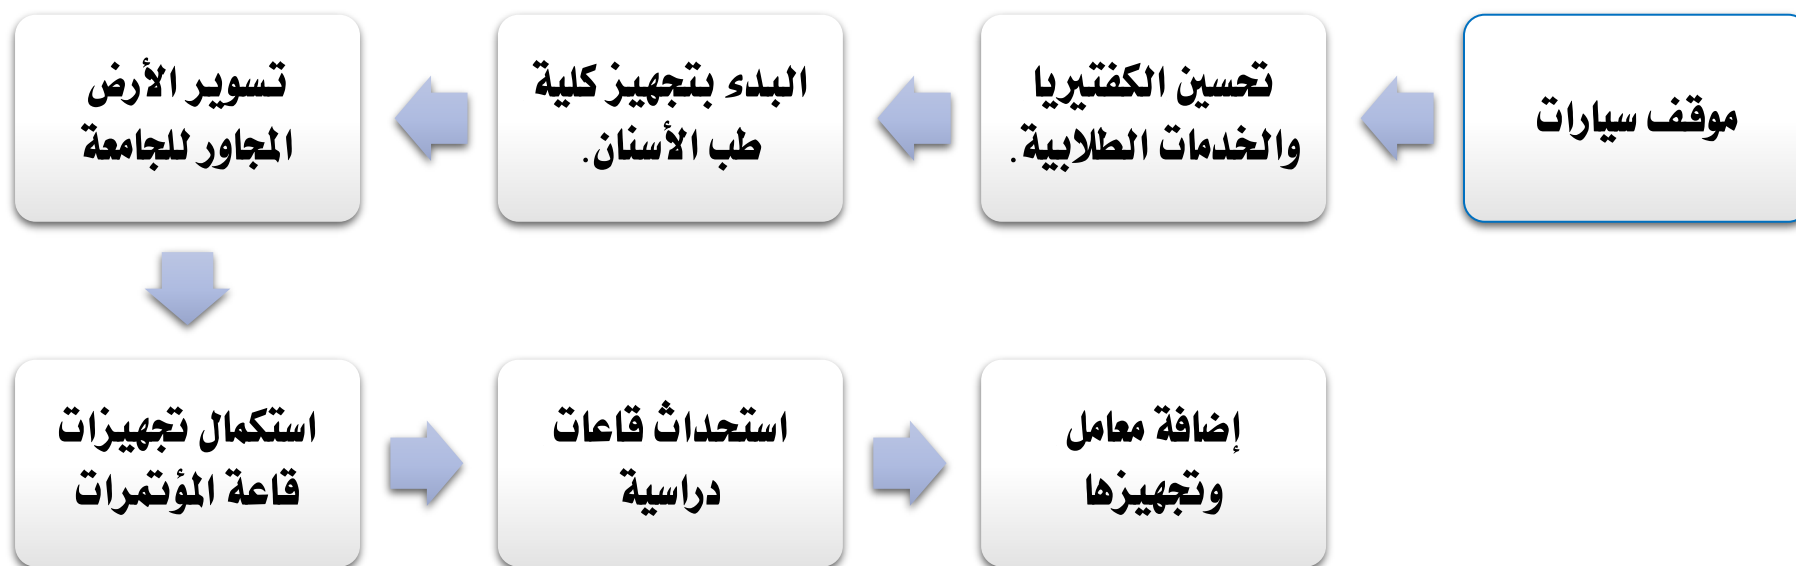 موقف سيارات
تحسين الكفتيريا
والخدمات الطلابية.
البدء بتجهيز كلية
طب الأسنان.
تسوير الأرض
المجاور للجامعة
استكمال تجهيزات
قاعة المؤتمرات
استحداث قاعات
دراسية
إضافة معامل
وتجهيزها